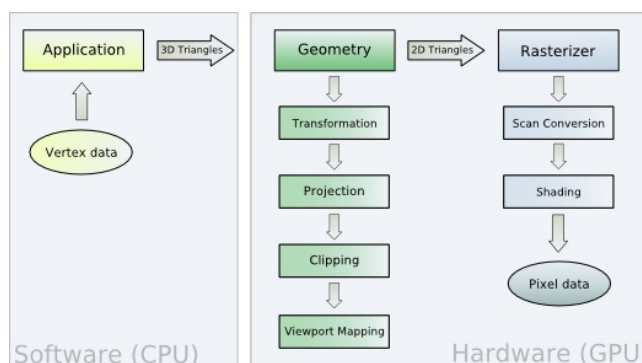 Application
3D Triangles
Vertex data
Software (CPU)
Geometry
2D Triangles
Rasterizer
Transformation
Projection
Clipping
Viewport Mapping
Scan Conversion
Shading
Pixel data
Hardware (GPU